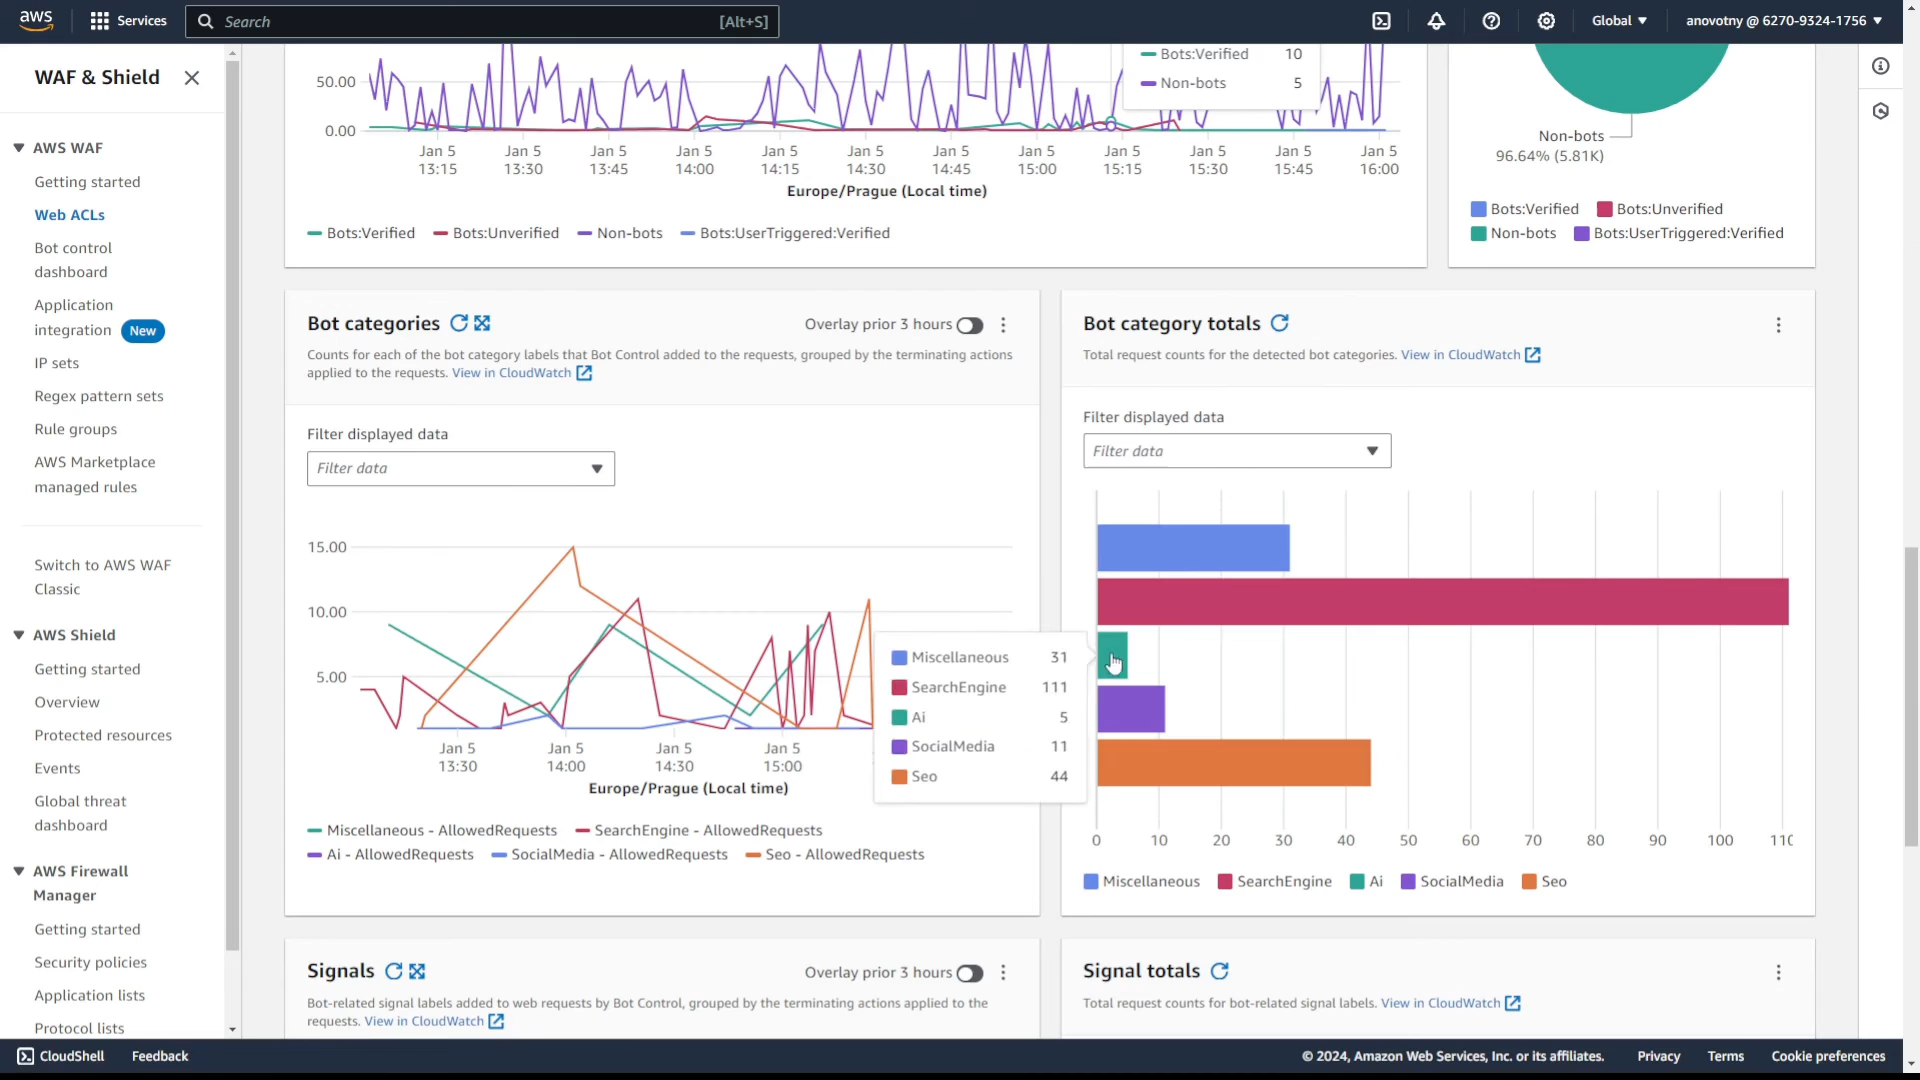 aws
Services
Search [Alt+S]
Global
anovotny @ 6270-9324-1756
WAF & Shield
AWS WAF
Getting started
Web ACLs
Bot control
dashboard
Application
integration New
IP sets
Regex pattern sets
Rule groups
AWS Marketplace
managed rules
Switch to AWS WAF
Classic
AWS Shield
Getting started
Overview
Protected resources
Events
Global threat
dashboard
AWS Firewall
Manager
Getting started
Security policies
Application lists
Protocol lists
50.00
0.00
Bots:Verified 10
Non-bots 5
Jan 5 Jan 5 Jan 5 Jan 5 Jan 5 Jan 5 Jan 5 Jan 5 Jan 5 Jan 5 Jan 5 Jan 5
13:15 13:30 13:45 14:00 14:15 14:30 14:45 15:00 15:15 15:30 15:45 16:00
Europe/Prague (Local time)
Bots:Verified Bots:Unverified Non-bots Bots:UserTriggered:Verified
Non-bots
96.64% (5.81K)
Bots:Verified Bots:Unverified
Non-bots Bots:UserTriggered:Verified
Bot categories
Overlay prior 3 hours
Counts for each of the bot category labels that Bot Control added to the requests, grouped by the terminating actions
applied to the requests. View in CloudWatch
Filter displayed data
Filter data
15.00
10.00
5.00
Jan 5 Jan 5 Jan 5 Jan 5
13:30 14:00 14:30 15:00
Europe/Prague (Local time)
Miscellaneous - AllowedRequests SearchEngine - AllowedRequests
Ai - AllowedRequests SocialMedia - AllowedRequests Seo - AllowedRequests
Bot category totals
Total request counts for the detected bot categories. View in CloudWatch
Filter displayed data
Filter data
Miscellaneous 31
SearchEngine 111
Ai 5
SocialMedia 11
Seo 44
0 10 20 30 40 50 60 70 80 90 100 110
Miscellaneous SearchEngine Ai SocialMedia Seo
Signals
Overlay prior 3 hours
Bot-related signal labels added to web requests by Bot Control, grouped by the terminating actions applied to the
requests. View in CloudWatch
Signal totals
Total request counts for bot-related signal labels. View in CloudWatch
CloudShell Feedback
© 2024, Amazon Web Services, Inc. or its affiliates. Privacy Terms Cookie preferences